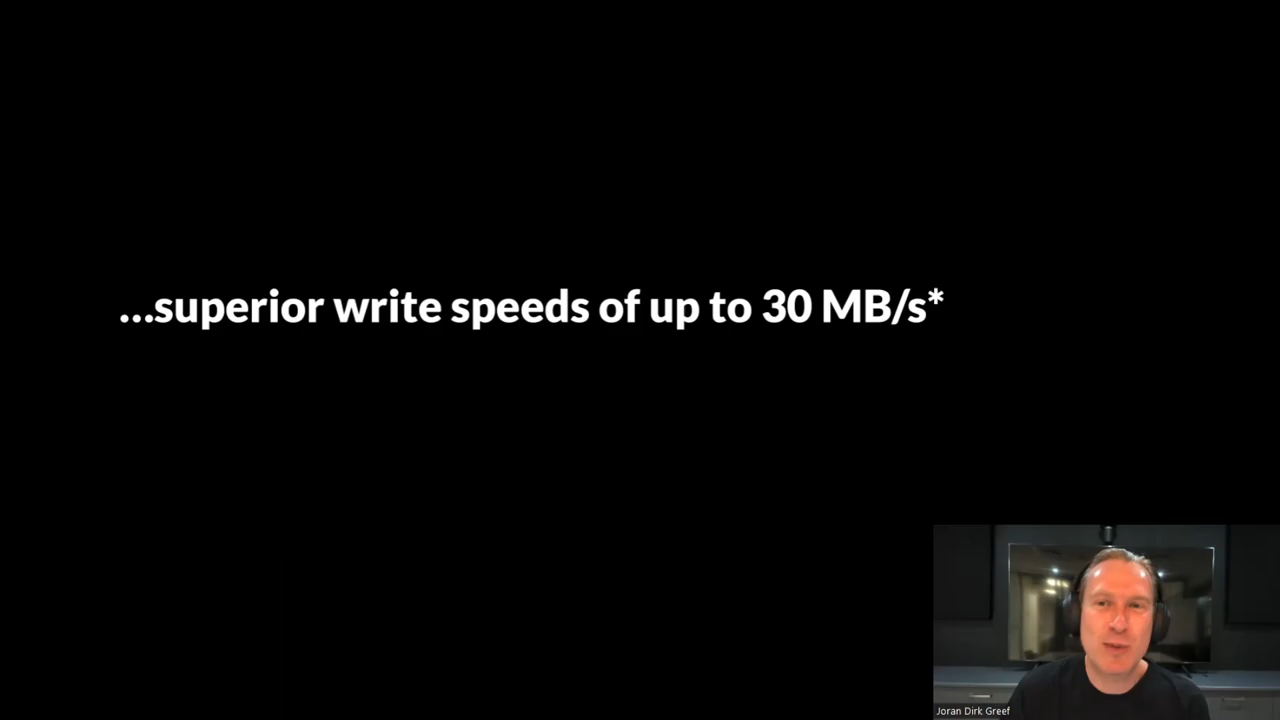 ...superior write speeds of up to 30 MB/s*
Joran Dirk Greef